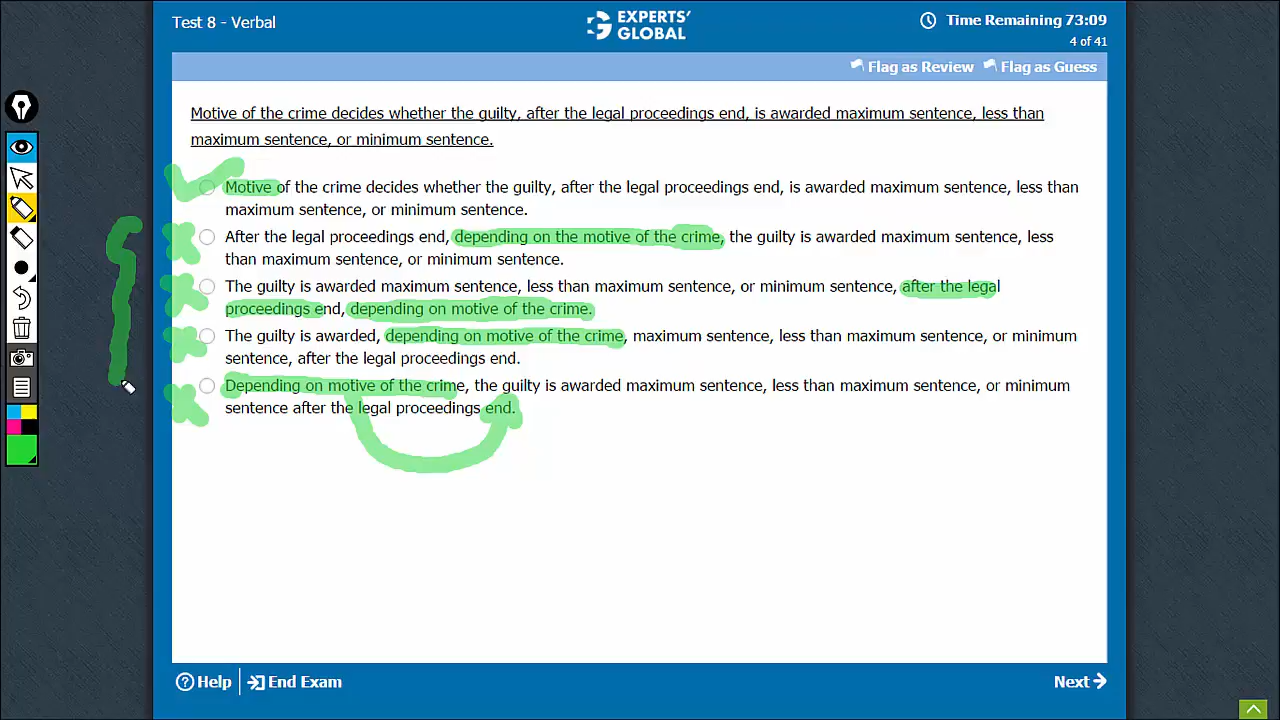 Test 8 - Verbal
EXPERTS'
GLOBAL
Time Remaining 73:09
4 of 41
Flag as Review
Flag as Guess
Motive of the crime decides whether the guilty, after the legal proceedings end, is awarded maximum sentence, less than
maximum sentence, or minimum sentence.
Motive of the crime decides whether the guilty, after the legal proceedings end, is awarded maximum sentence, less than
maximum sentence, or minimum sentence.
After the legal proceedings end, depending on the motive of the crime, the guilty is awarded maximum sentence, less
than maximum sentence, or minimum sentence.
The guilty is awarded maximum sentence, less than maximum sentence, or minimum sentence, after the legal
proceedings end, depending on motive of the crime.
The guilty is awarded, depending on motive of the crime, maximum sentence, less than maximum sentence, or minimum
sentence, after the legal proceedings end.
Depending on motive of the crime, the guilty is awarded maximum sentence, less than maximum sentence, or minimum
sentence after the legal proceedings end.
Help
End Exam
Next